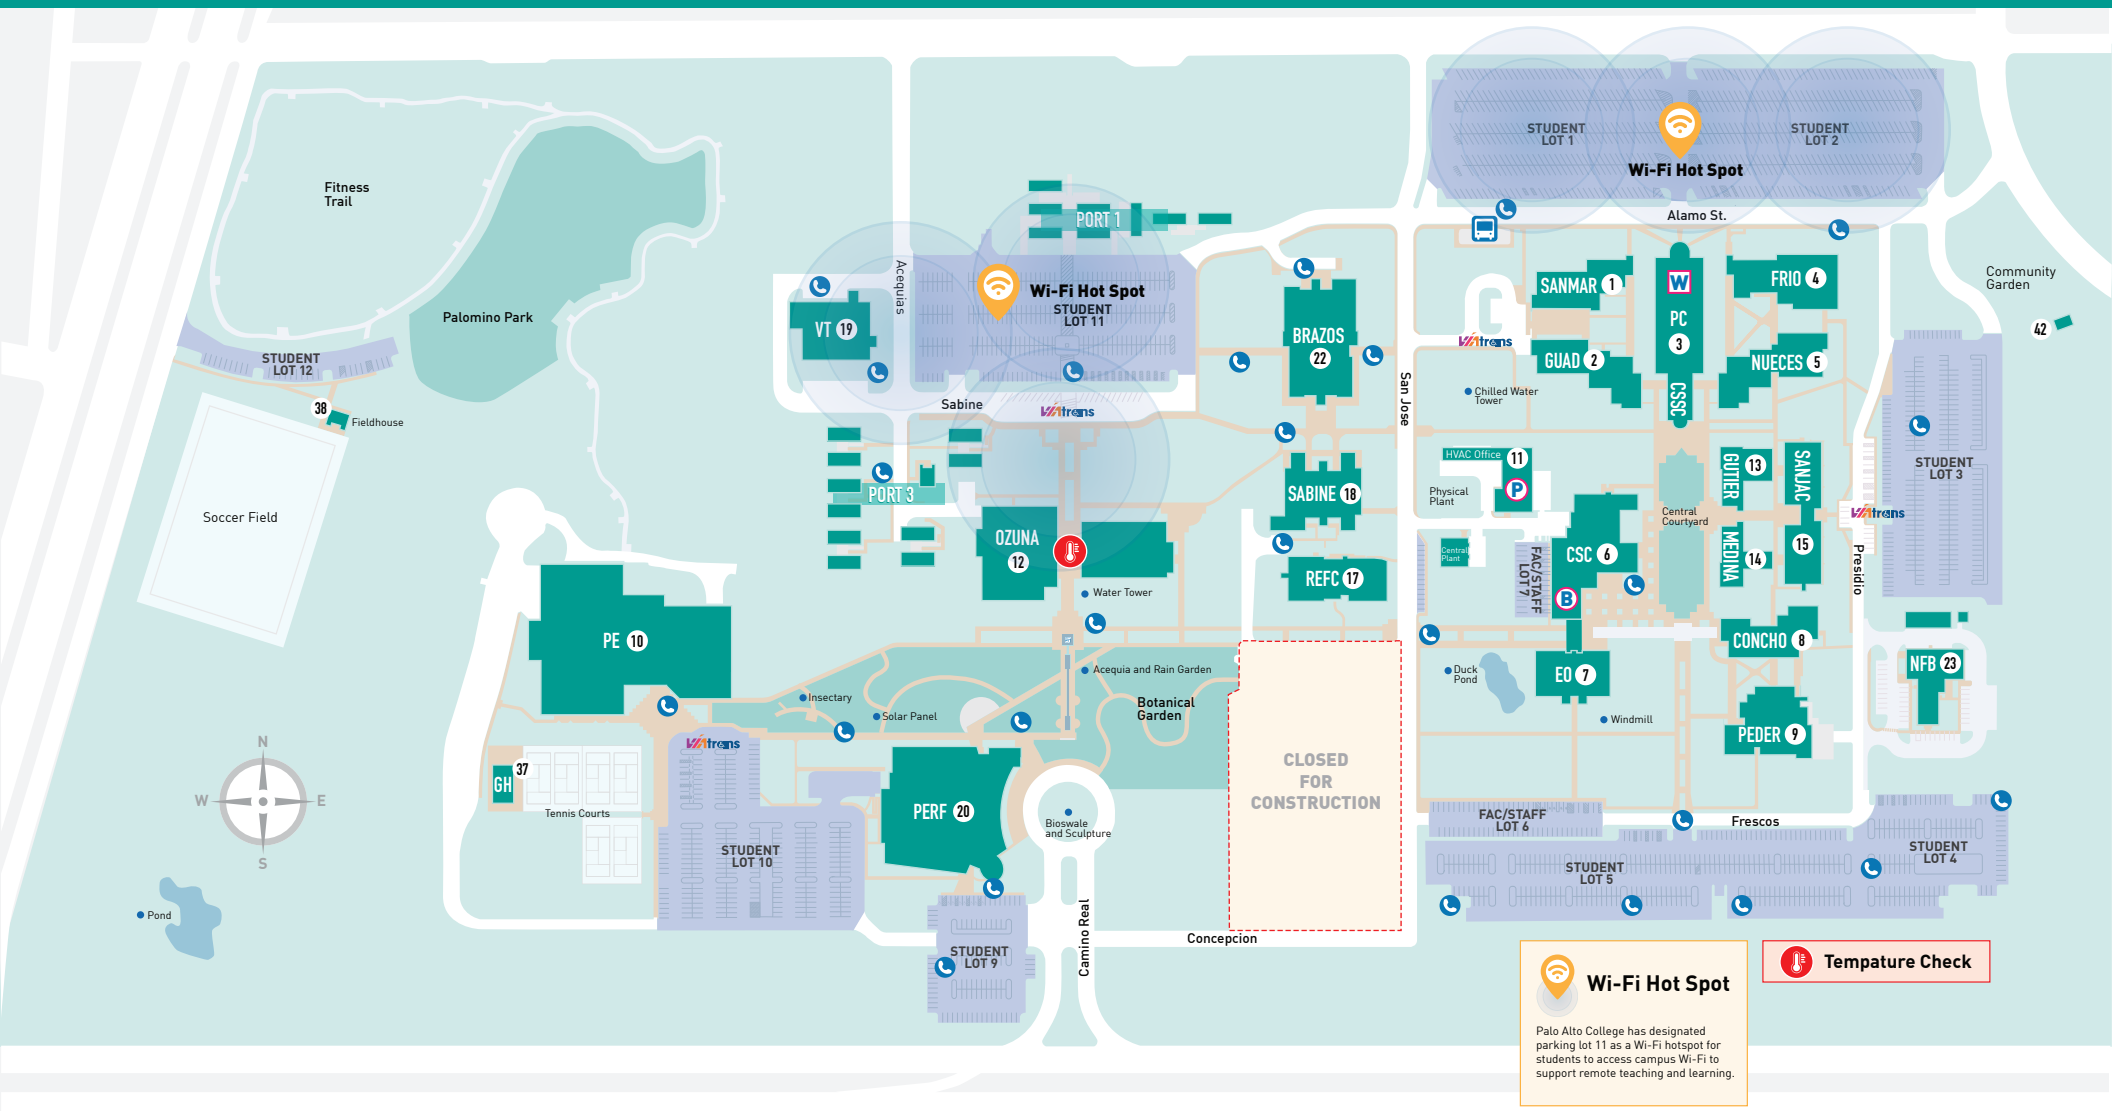 STUDENT
LOT 1
STUDENT
LOT 2
Wi-Fi Hot Spot
Alamo St.
Fitness
Trail
Palomino Park
STUDENT
LOT 12
38
Fieldhouse
Soccer Field
PORT 1
Acequias
Wi-Fi Hot Spot
STUDENT
LOT 11
VT 19
Sabine
VIAtrans
PORT 3
BRAZOS
22
San Jose
SANMAR 1
W
PC
3
CSSC
FRIO 4
VIAtrans
GUAD 2
NUECES 5
Chilled Water
Tower
Community
Garden
42
STUDENT
LOT 3
HVAC Office
11
P
Physical
Plant
Central
Plant
GUTIER
13
SANJAC
15
MEDINA
14
Central
Courtyard
VIAtrans
Presidio
SABINE 18
OZUNA
12
Water Tower
REFC 17
FAC/STAFF
LOT 7
CSC 6
B
PE 10
CONCHO 8
NFB 23
EO 7
Duck
Pond
Windmill
PEDER 9
Insectary
Solar Panel
Acequia and Rain Garden
Botanical
Garden
VIAtrans
GH
37
Tennis Courts
N
W
E
S
PERF 20
Bioswale
and Sculpture
CLOSED
FOR
CONSTRUCTION
FAC/STAFF
LOT 6
Frescos
STUDENT
LOT 10
STUDENT
LOT 5
STUDENT
LOT 4
Pond
STUDENT
LOT 9
Camino Real
Concepcion
Wi-Fi Hot Spot
Palo Alto College has designated
parking lot 11 as a Wi-Fi hotspot for
students to access campus Wi-Fi to
support remote teaching and learning.
Tempature Check